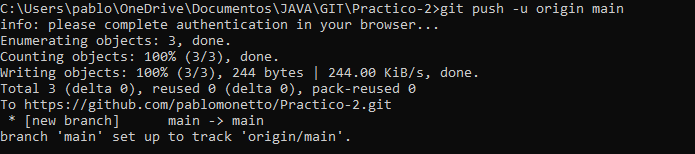 C:\Users\pablo\OneDrive\Documentos\JAVA\GIT\Practico-2>git push -u origin main
info: please complete authentication in your browser...
Enumerating objects: 3, done.
Counting objects: 100% (3/3), done.
Writing objects: 100% (3/3), 244 bytes | 244.00 KiB/s, done.
Total 3 (delta 0), reused 0 (delta 0), pack-reused 0
To https://github.com/pablomonetto/Practico-2.git
 * [new branch]      main -> main
branch 'main' set up to track 'origin/main'.